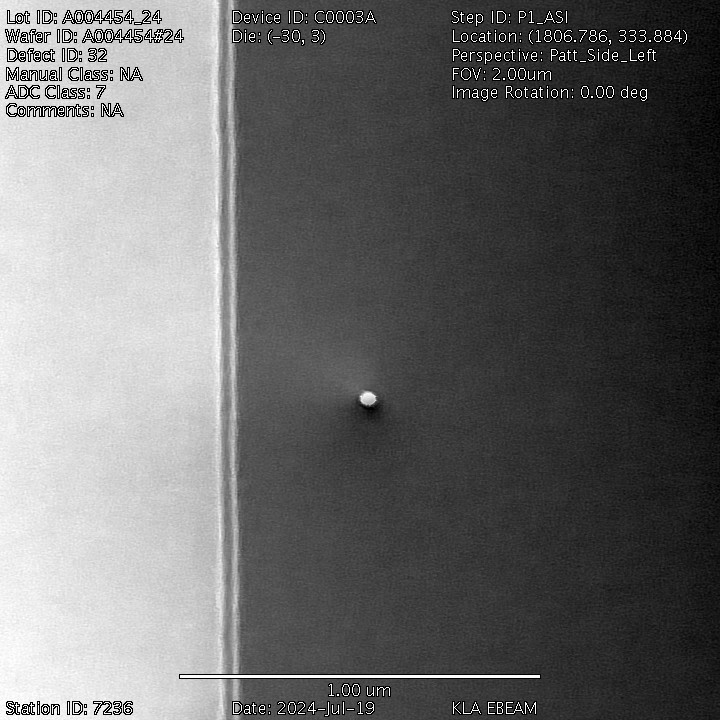 Lot ID: A004454_24
Wafer ID: A004454#24
Defect ID: 32
Manual Class: NA
ADC Class: 7
Comments: NA
Device ID: C0003A
Die: (-30, 3)
Step ID: P1_ASI
Location: (1806.786, 333.884)
Perspective: Patt_Side_Left
FOV: 2.00um
Image Rotation: 0.00 deg
1.00 um
Station ID: 7236
Date: 2024-Jul-19
KLA EBEAM